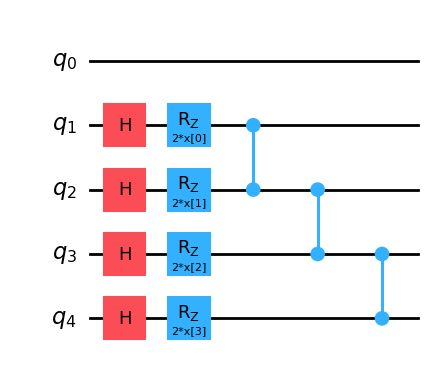 q0
q1 H RZ 2*x[0]
q2 H RZ 2*x[1]
q3 H RZ 2*x[2]
q4 H RZ 2*x[3]